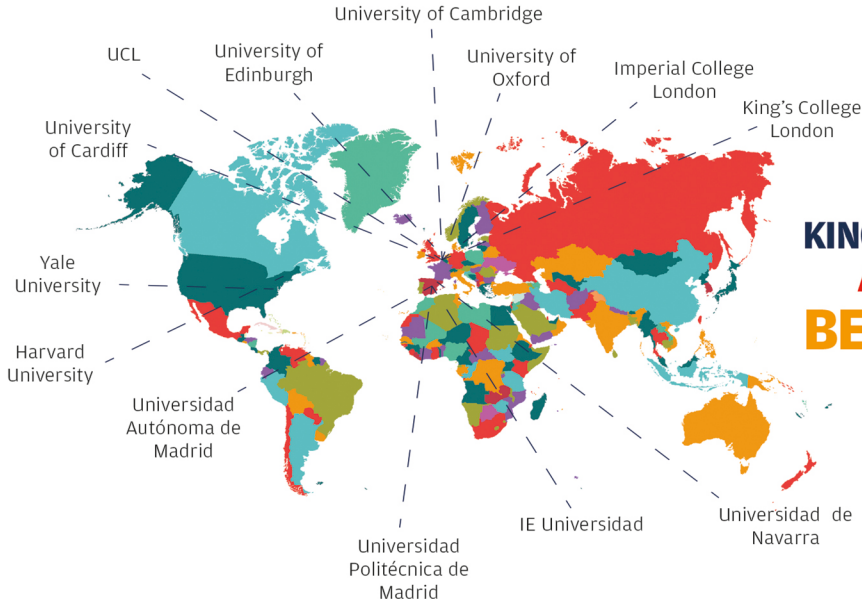 University of Cambridge
UCL
University of
Edinburgh
University of
Oxford
Imperial College
London
King's College
London
University
of Cardiff
Yale
University
Harvard
University
Universidad
Autónoma de
Madrid
Universidad
Politécnica de
Madrid
IE Universidad
Universidad de
Navarra